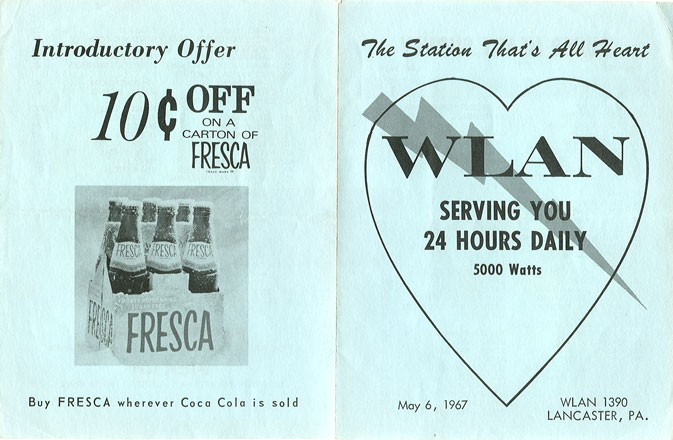 Introductory Offer
10¢ OFF
ON A
CARTON OF
FRESCA
FRESCA FRESCA FRESCA
FRESCA FRESCA
Buy FRESCA wherever Coca Cola is sold
The Station That's All Heart
WLAN
SERVING YOU
24 HOURS DAILY
5000 Watts
May 6, 1967
WLAN 1390
LANCASTER, PA.